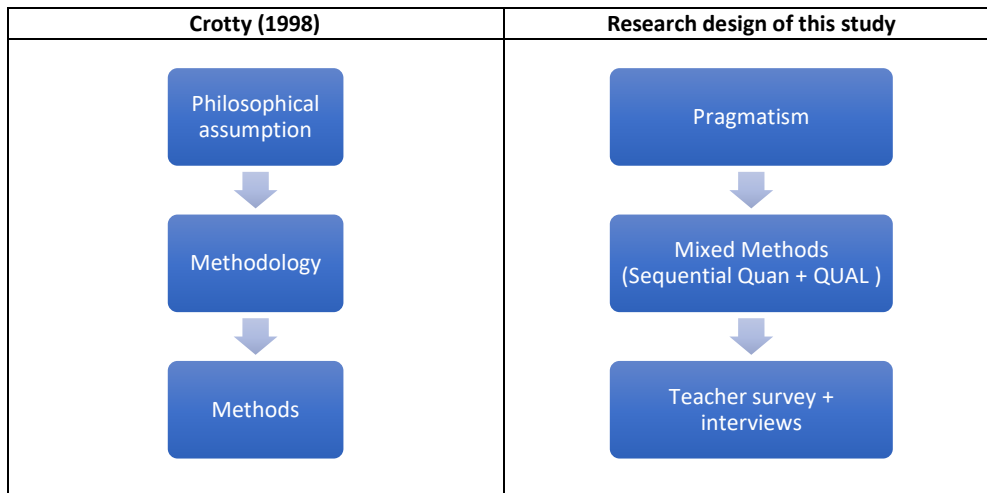 Crotty (1998)
Research design of this study
Philosophical
assumption
Pragmatism
Methodology
Mixed Methods
(Sequential Quan + QUAL )
Methods
Teacher survey +
interviews